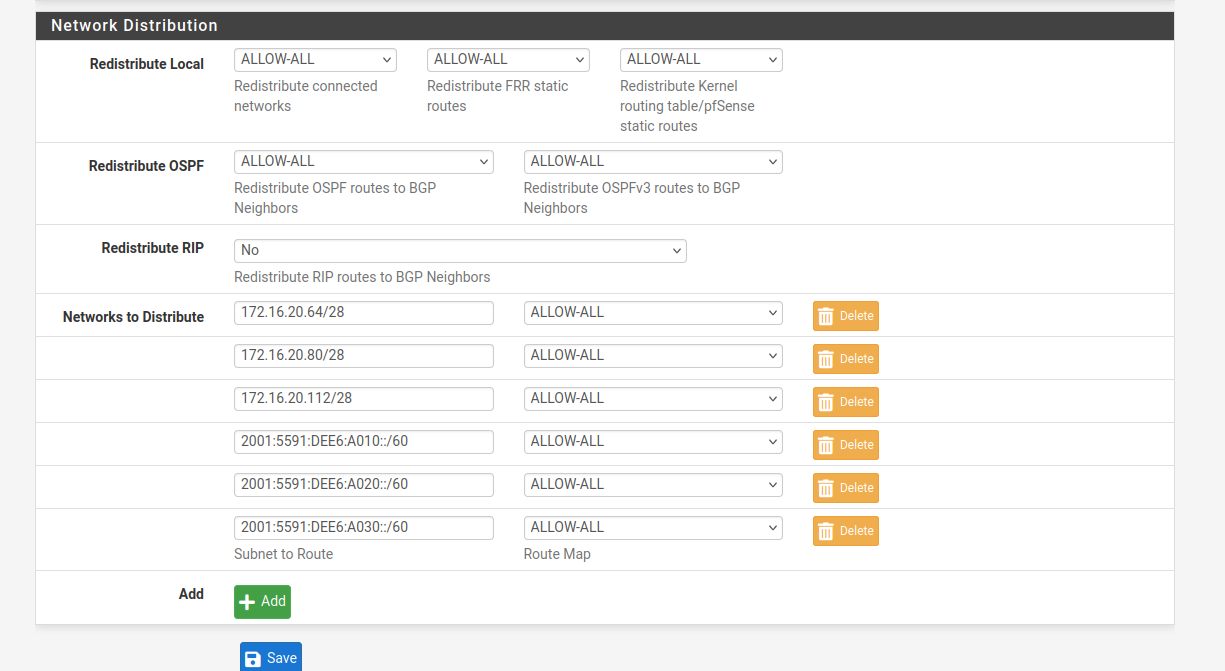 Network Distribution
Redistribute Local
ALLOW-ALL
ALLOW-ALL
ALLOW-ALL
Redistribute connected
networks
Redistribute FRR static
routes
Redistribute Kernel
routing table/pfSense
static routes
Redistribute OSPF
ALLOW-ALL
ALLOW-ALL
Redistribute OSPF routes to BGP
Neighbors
Redistribute OSPFv3 routes to BGP
Neighbors
Redistribute RIP
No
Redistribute RIP routes to BGP Neighbors
Networks to Distribute
172.16.20.64/28
ALLOW-ALL
Delete
172.16.20.80/28
ALLOW-ALL
Delete
172.16.20.112/28
ALLOW-ALL
Delete
2001:5591:DEE6:A010::/60
ALLOW-ALL
Delete
2001:5591:DEE6:A020::/60
ALLOW-ALL
Delete
2001:5591:DEE6:A030::/60
ALLOW-ALL
Delete
Subnet to Route
Route Map
Add
Add
Save